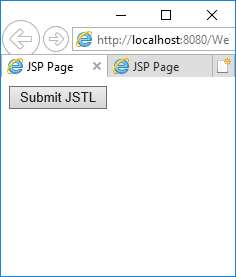 http://localhost:8080/We
JSP Page JSP Page
Submit JSTL